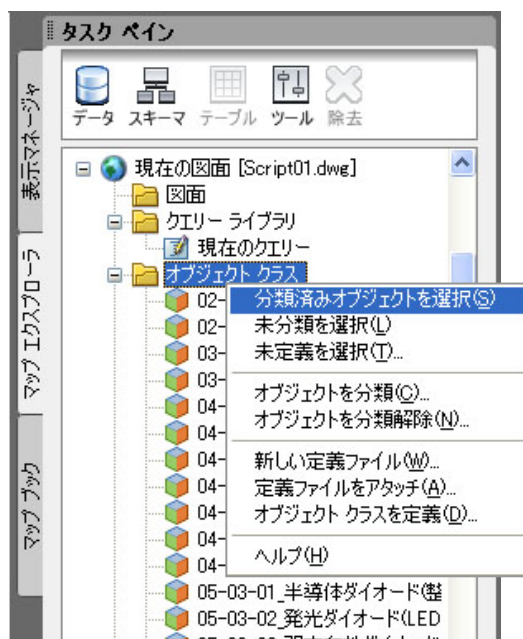 タスク ペイン
データ スキーマ テーブル ツール 除去
表示マネージャ
マップ エクスプローラ
マップ ブック
現在の図面 [Script01.dwg]
図面
クエリー ライブラリ
現在のクエリー
オブジェクト クラス
02-
02-
03-
03-
04-
04-
04-
04-
04-
04-
04-
05-03-01_半導体ダイオード(整
05-03-02_発光ダイオード(LED
分類済みオブジェクトを選択(S)
未分類を選択(L)
未定義を選択(T)...
オブジェクトを分類(C)...
オブジェクトを分類解除(N)...
新しい定義ファイル(W)...
定義ファイルをアタッチ(A)...
オブジェクト クラスを定義(D)...
ヘルプ(H)